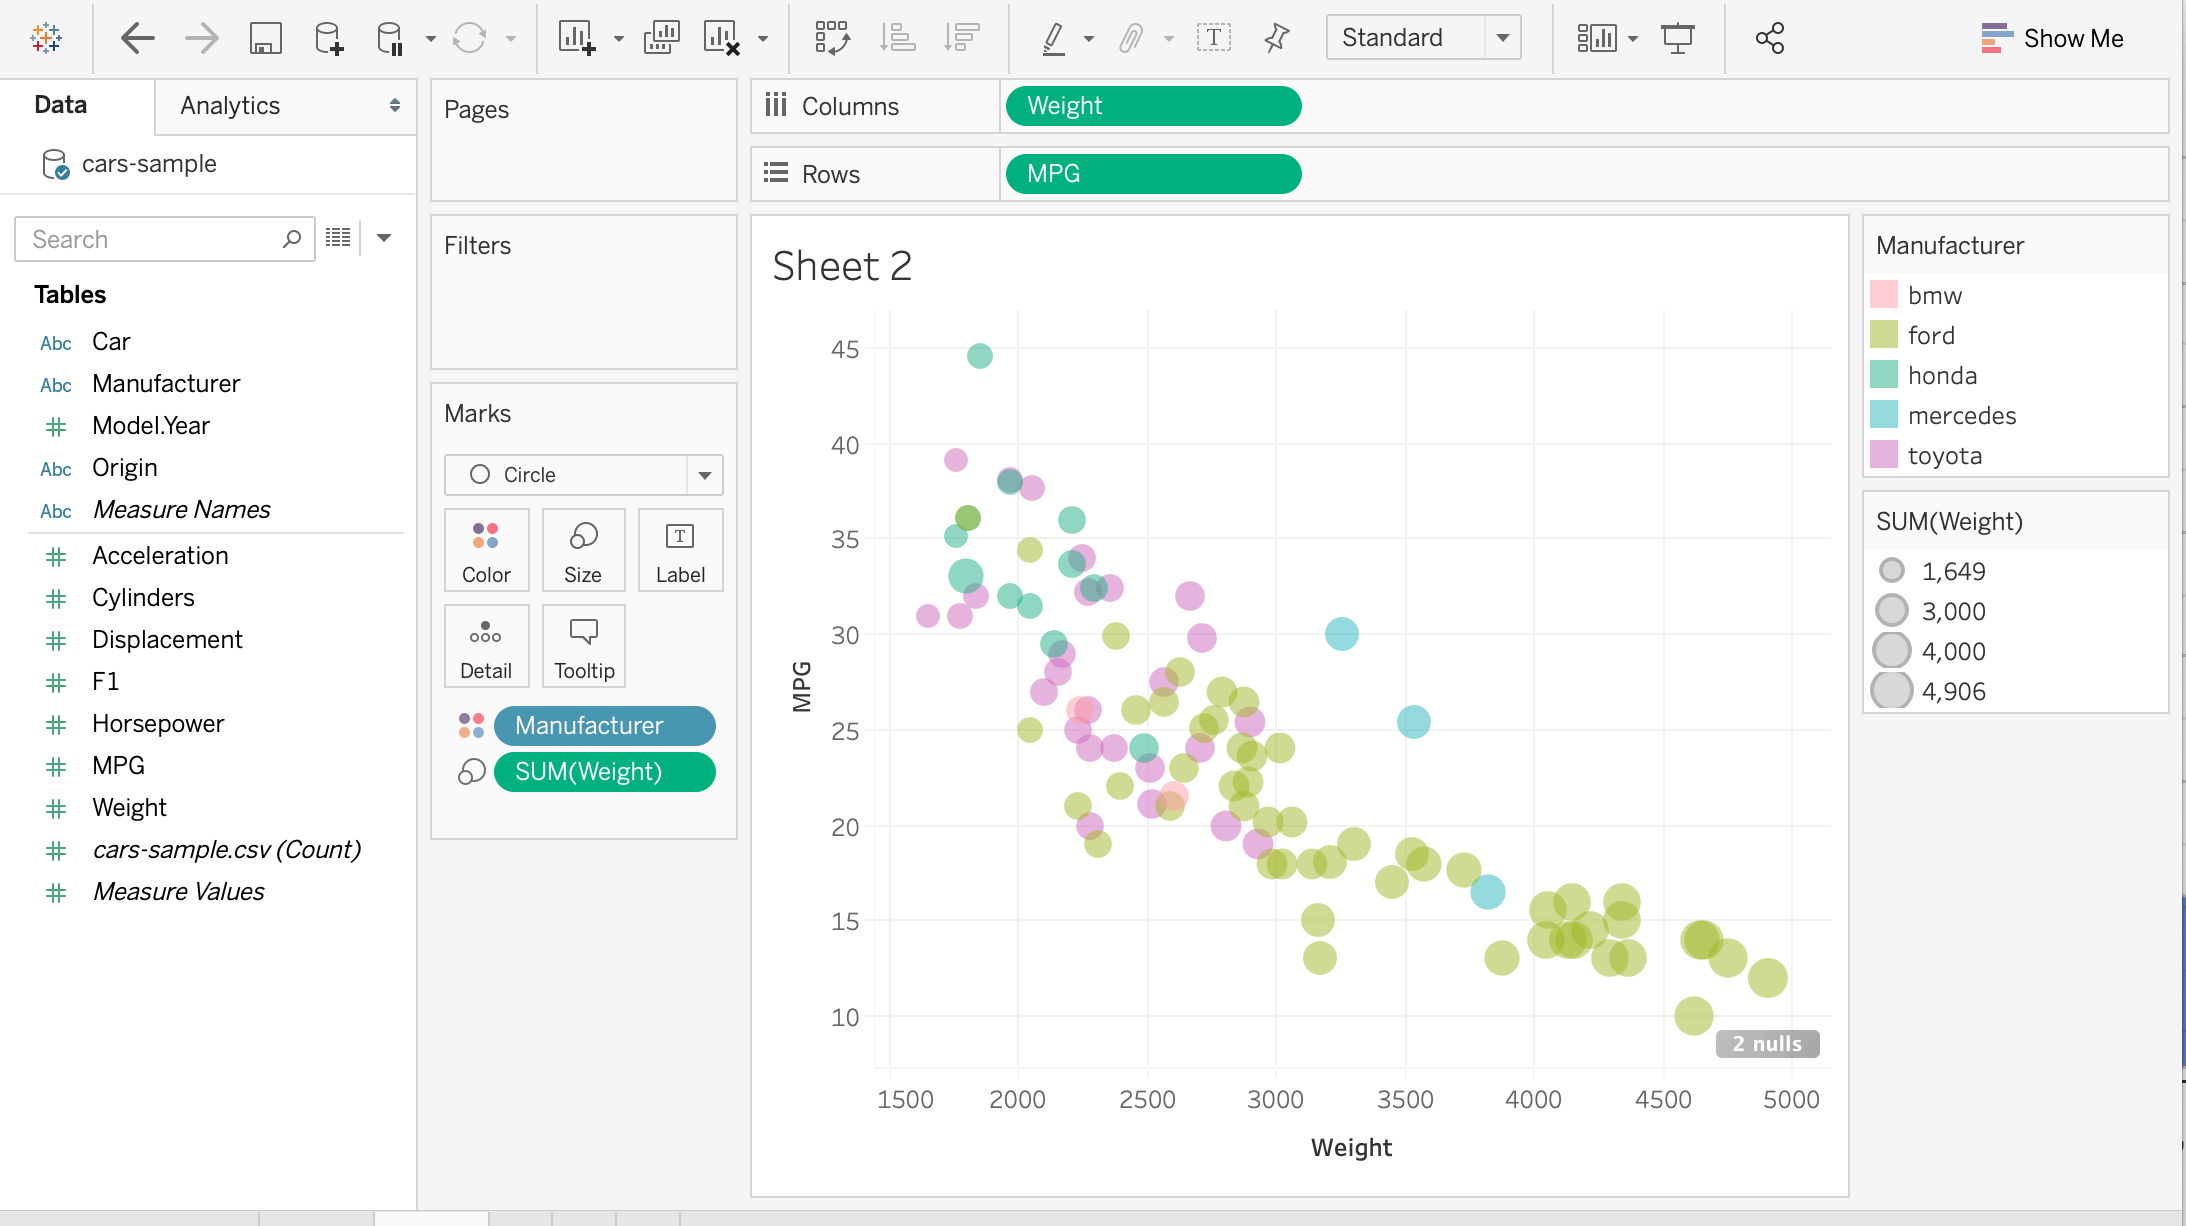 Standard
Show Me
Data
Analytics
cars-sample
Search
Tables
Abc Car
Abc Manufacturer
# Model.Year
Abc Origin
Abc Measure Names
# Acceleration
# Cylinders
# Displacement
# F1
# Horsepower
# MPG
# Weight
# cars-sample.csv (Count)
# Measure Values
Pages
Filters
Marks
Circle
Color Size T Label
Detail Tooltip
Manufacturer
SUM(Weight)
Columns Weight
Rows MPG
Sheet 2
45
40
35
30
25
20
15
10
MPG
2 nulls
1500 2000 2500 3000 3500 4000 4500 5000
Weight
Manufacturer
bmw
ford
honda
mercedes
toyota
SUM(Weight)
1,649
3,000
4,000
4,906